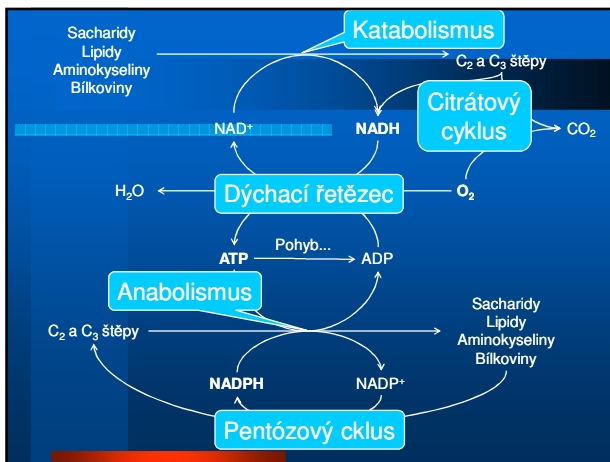 Katabolismus
Sacharidy
Lipidy
Aminokyseliny
Bílkoviny
C₂ a C₃ štěpy
Citrátový
cyklus
NAD⁺
NADH
CO₂
H₂O
Dýchací řetězec
O₂
ATP
Pohyb...
ADP
Anabolismus
C₂ a C₃ štěpy
Sacharidy
Lipidy
Aminokyseliny
Bílkoviny
NADPH
NADP⁺
Pentózový cklus